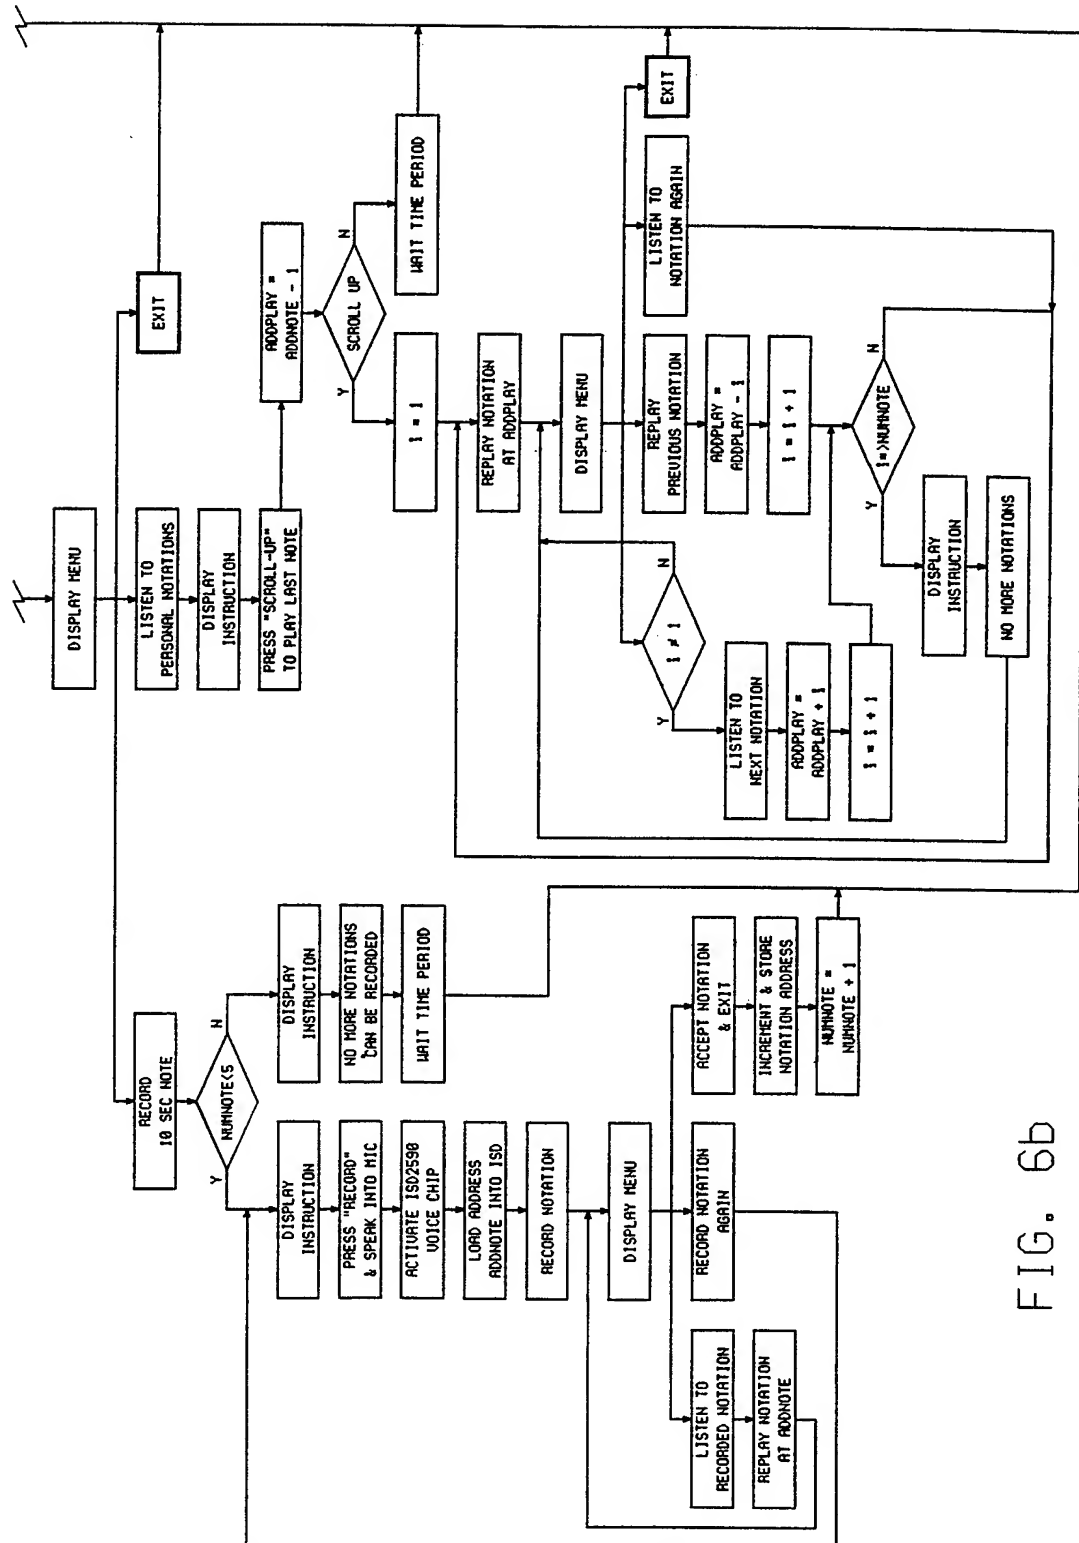 DISPLAY MENU
RECORD
10 SEC NOTE
NUMNOTE<5
Y
N
DISPLAY
INSTRUCTION
PRESS "RECORD"
& SPEAK INTO MIC
ACTIVATE ISD2590
VOICE CHIP
LOAD ADDRESS
ADDNOTE INTO ISD
RECORD NOTATION
DISPLAY MENU
LISTEN TO
RECORDED NOTATION
REPLAY NOTATION
AT ADDNOTE
RECORD NOTATION
AGAIN
ACCEPT NOTATION
& EXIT
INCREMENT & STORE
NOTATION ADDRESS
NUMNOTE =
NUMNOTE + 1
DISPLAY
INSTRUCTION
NO MORE NOTATIONS
CAN BE RECORDED
WAIT TIME PERIOD
LISTEN TO
PERSONAL NOTATIONS
DISPLAY
INSTRUCTION
PRESS "SCROLL-UP"
TO PLAY LAST NOTE
EXIT
ADDPLAY =
ADDNOTE - 1
SCROLL UP
Y
N
WAIT TIME PERIOD
i = 1
REPLAY NOTATION
AT ADDPLAY
DISPLAY MENU
i ≠ 1
Y
N
LISTEN TO
NEXT NOTATION
ADDPLAY =
ADDPLAY + 1
i = i + 1
REPLAY
PREVIOUS NOTATION
ADDPLAY =
ADDPLAY - 1
i = i + 1
LISTEN TO
NOTATION AGAIN
EXIT
i=>NUMNOTE
Y
N
DISPLAY
INSTRUCTION
NO MORE NOTATIONS
FIG. 6b